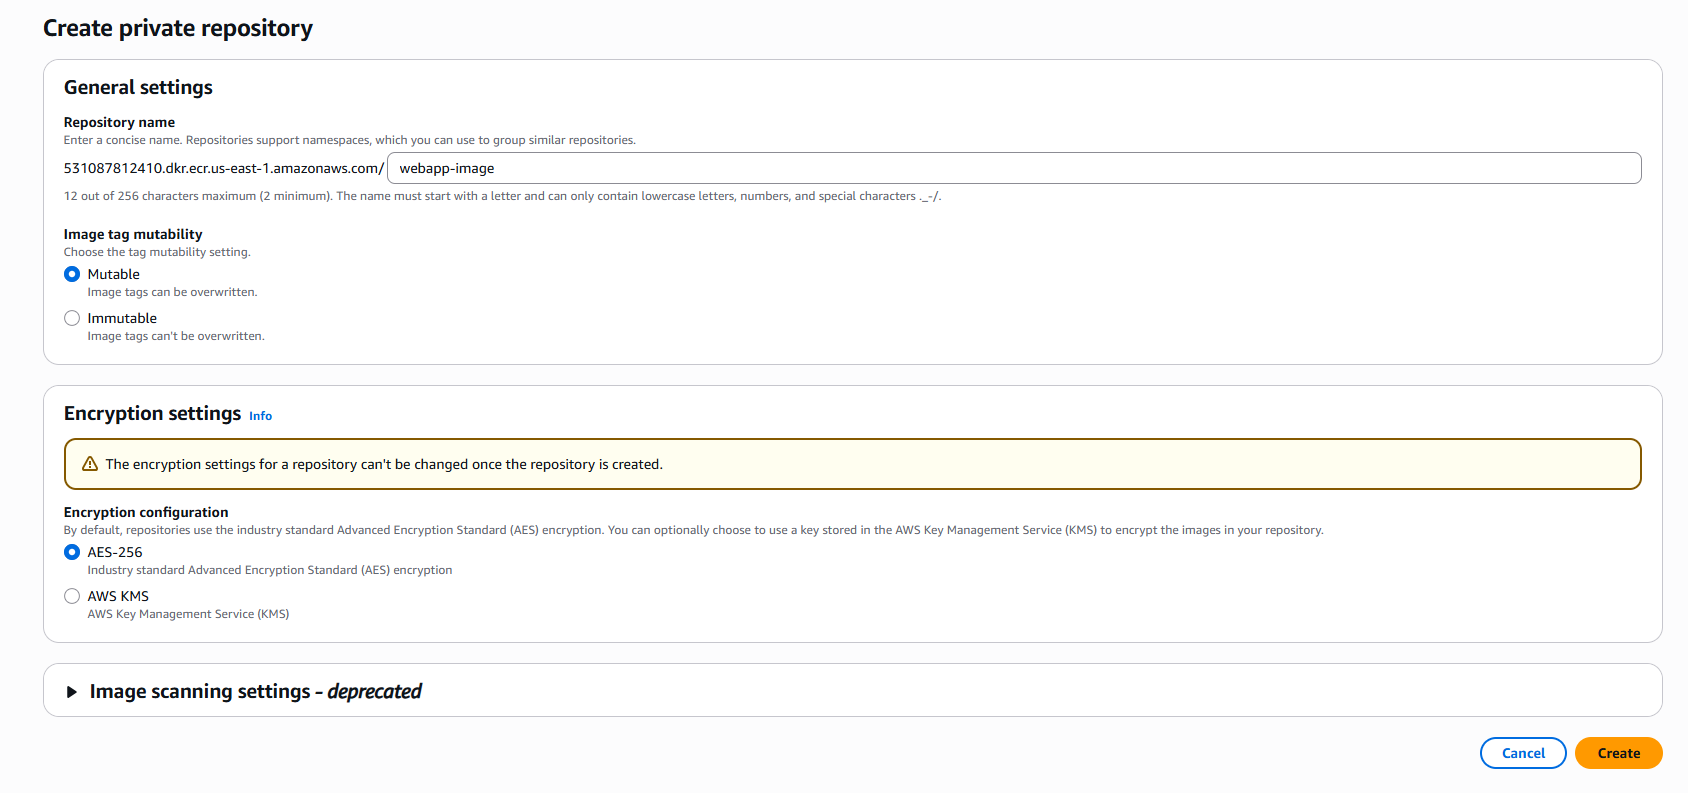 Create private repository
General settings
Repository name
Enter a concise name. Repositories support namespaces, which you can use to group similar repositories.
531087812410.dkr.ecr.us-east-1.amazonaws.com/ webapp-image
12 out of 256 characters maximum (2 minimum). The name must start with a letter and can only contain lowercase letters, numbers, and special characters ._-/.
Image tag mutability
Choose the tag mutability setting.
Mutable
Image tags can be overwritten.
Immutable
Image tags can't be overwritten.
Encryption settings Info
The encryption settings for a repository can't be changed once the repository is created.
Encryption configuration
By default, repositories use the industry standard Advanced Encryption Standard (AES) encryption. You can optionally choose to use a key stored in the AWS Key Management Service (KMS) to encrypt the images in your repository.
AES-256
Industry standard Advanced Encryption Standard (AES) encryption
AWS KMS
AWS Key Management Service (KMS)
Image scanning settings - deprecated
Cancel Create